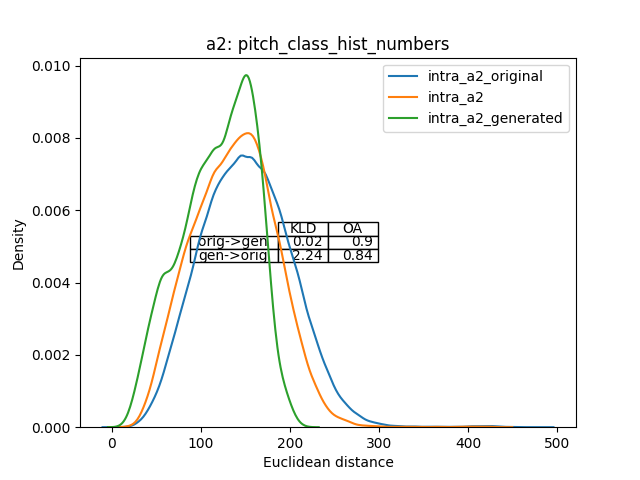 a2: pitch_class_hist_numbers
intra_a2_original
intra_a2
intra_a2_generated
0.010
0.008
0.006
0.004
0.002
0.000
Density
KLD OA
orig->gen 0.02 0.9
gen->orig 2.24 0.84
0 100 200 300 400 500
Euclidean distance